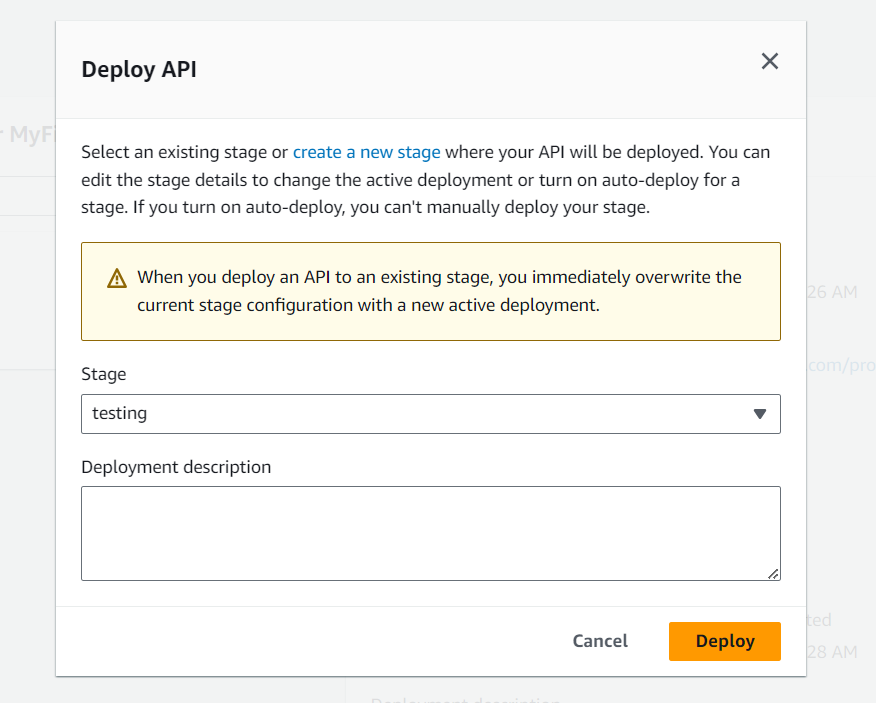 Deploy API
Select an existing stage or create a new stage where your API will be deployed. You can
edit the stage details to change the active deployment or turn on auto-deploy for a
stage. If you turn on auto-deploy, you can't manually deploy your stage.
When you deploy an API to an existing stage, you immediately overwrite the
current stage configuration with a new active deployment.
Stage
testing
Deployment description
Cancel
Deploy
MyFi
26 AM
.com/pro
ted
28 AM
Deployment description